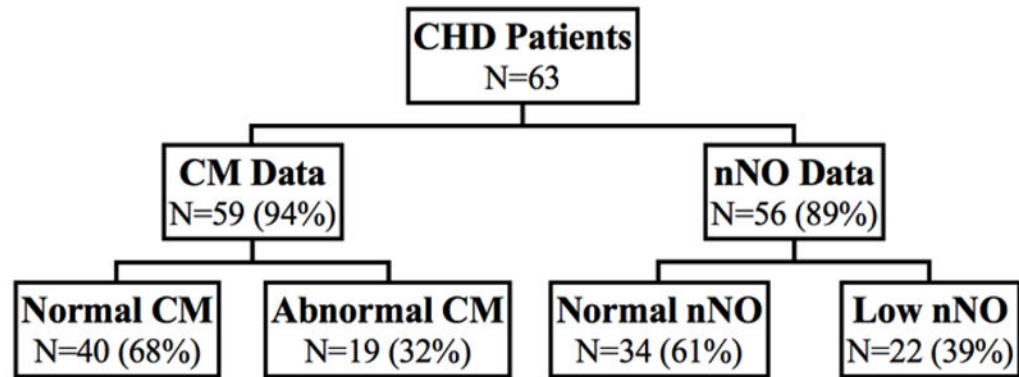 CHD Patients
N=63
CM Data
N=59 (94%)
nNO Data
N=56 (89%)
Normal CM
N=40 (68%)
Abnormal CM
N=19 (32%)
Normal nNO
N=34 (61%)
Low nNO
N=22 (39%)